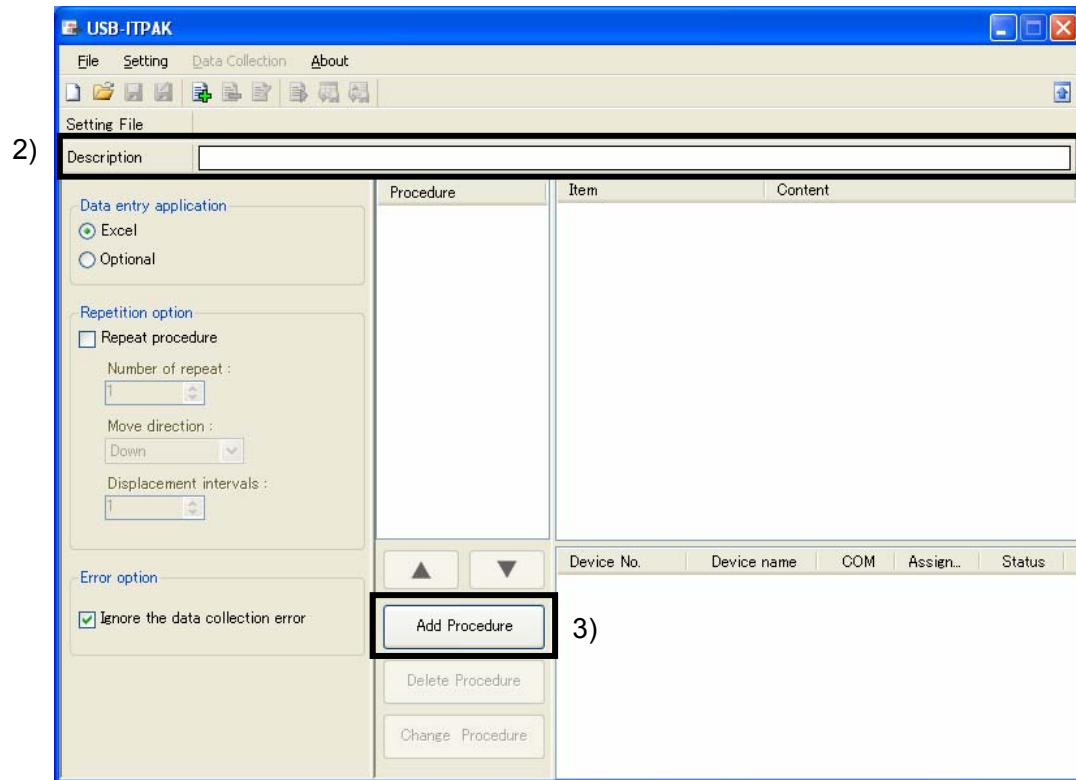 USB-ITPAK
File Setting Data Collection About
Setting File
2)
Description
Data entry application
Excel
Optional
Repetition option
Repeat procedure
Number of repeat :
1
Move direction :
Down
Displacement intervals :
1
Error option
Ignore the data collection error
Procedure
Add Procedure
3)
Delete Procedure
Change Procedure
Item Content
Device No. Device name COM Assign... Status